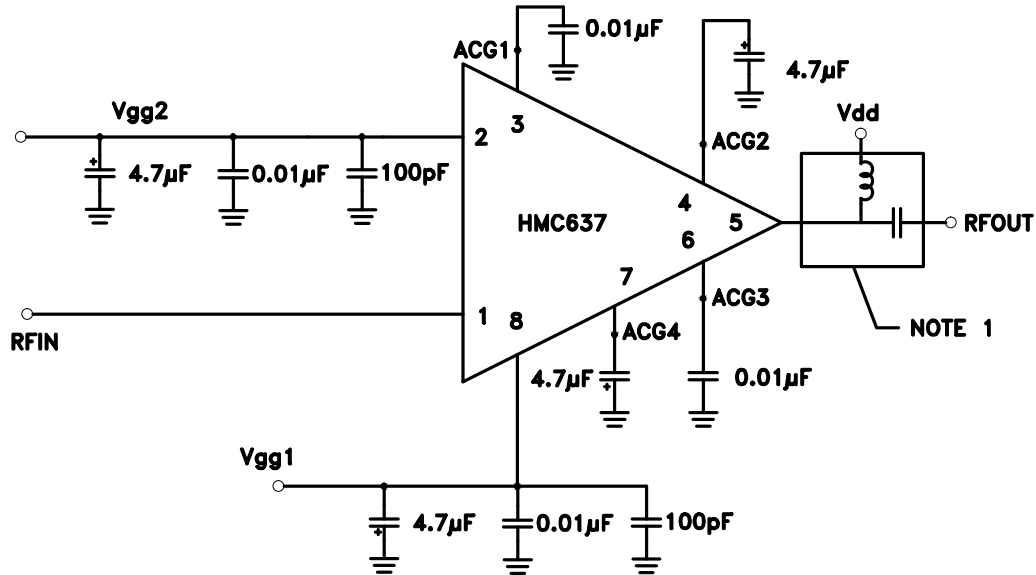 ACG1
0.01µF
ACG2
4.7µF
Vgg2
2
3
4.7µF
0.01µF
100pF
Vdd
HMC637
4
5
6
7
RFOUT
RFIN
1
8
ACG3
ACG4
NOTE 1
4.7µF
0.01µF
Vgg1
4.7µF
0.01µF
100pF
+
+
+
+